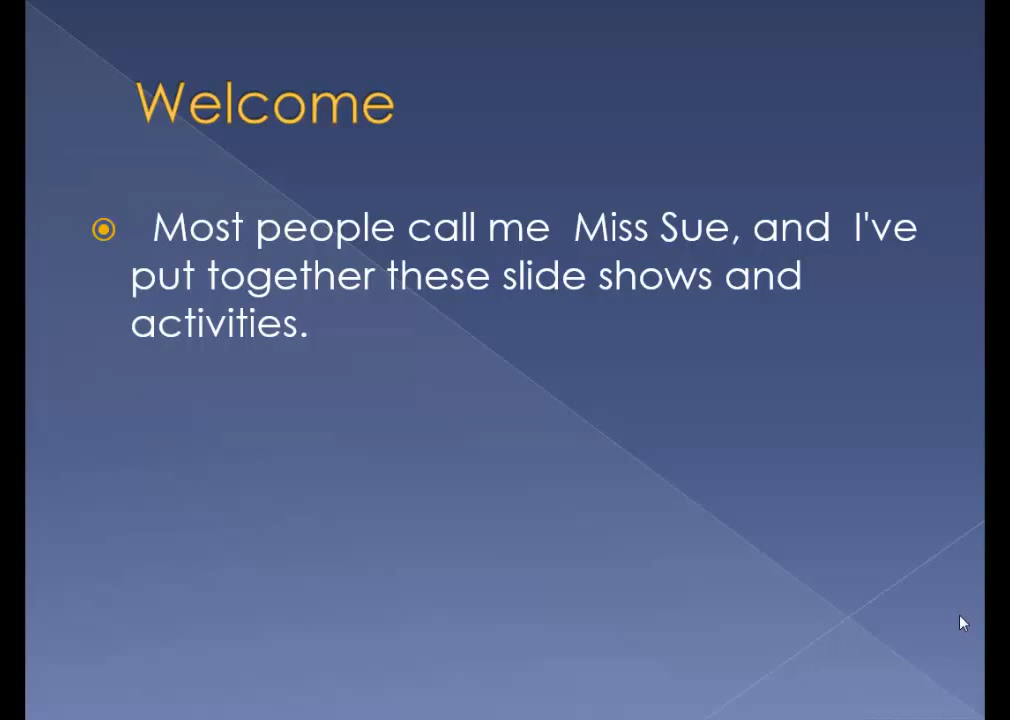 Welcome
Most people call me Miss Sue, and I've
put together these slide shows and
activities.